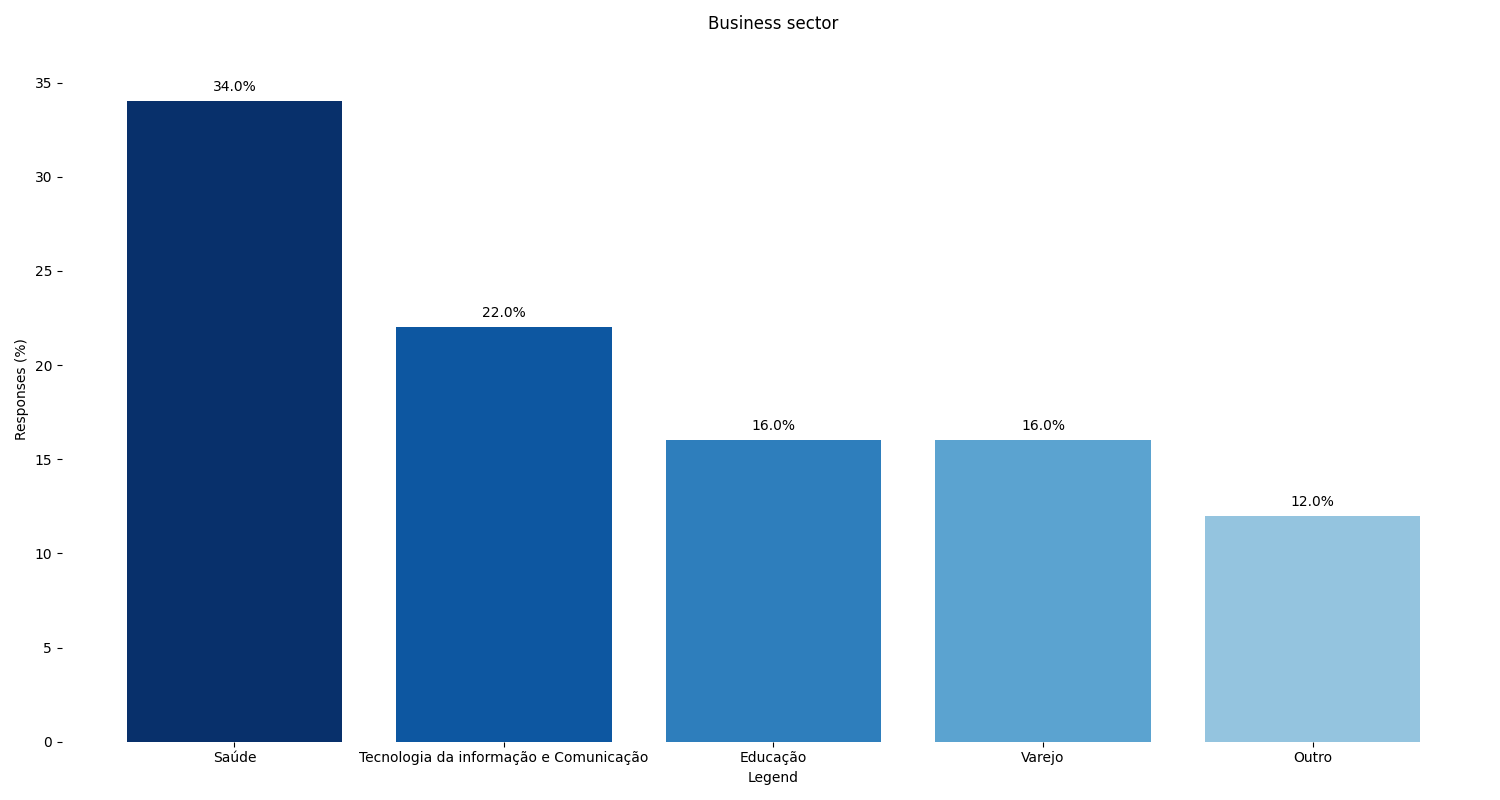 Business sector
34.0%
22.0%
16.0%
16.0%
12.0%
35
30
25
20
15
10
5
0
Responses (%)
Saúde
Tecnologia da informação e Comunicação
Educação
Varejo
Outro
Legend